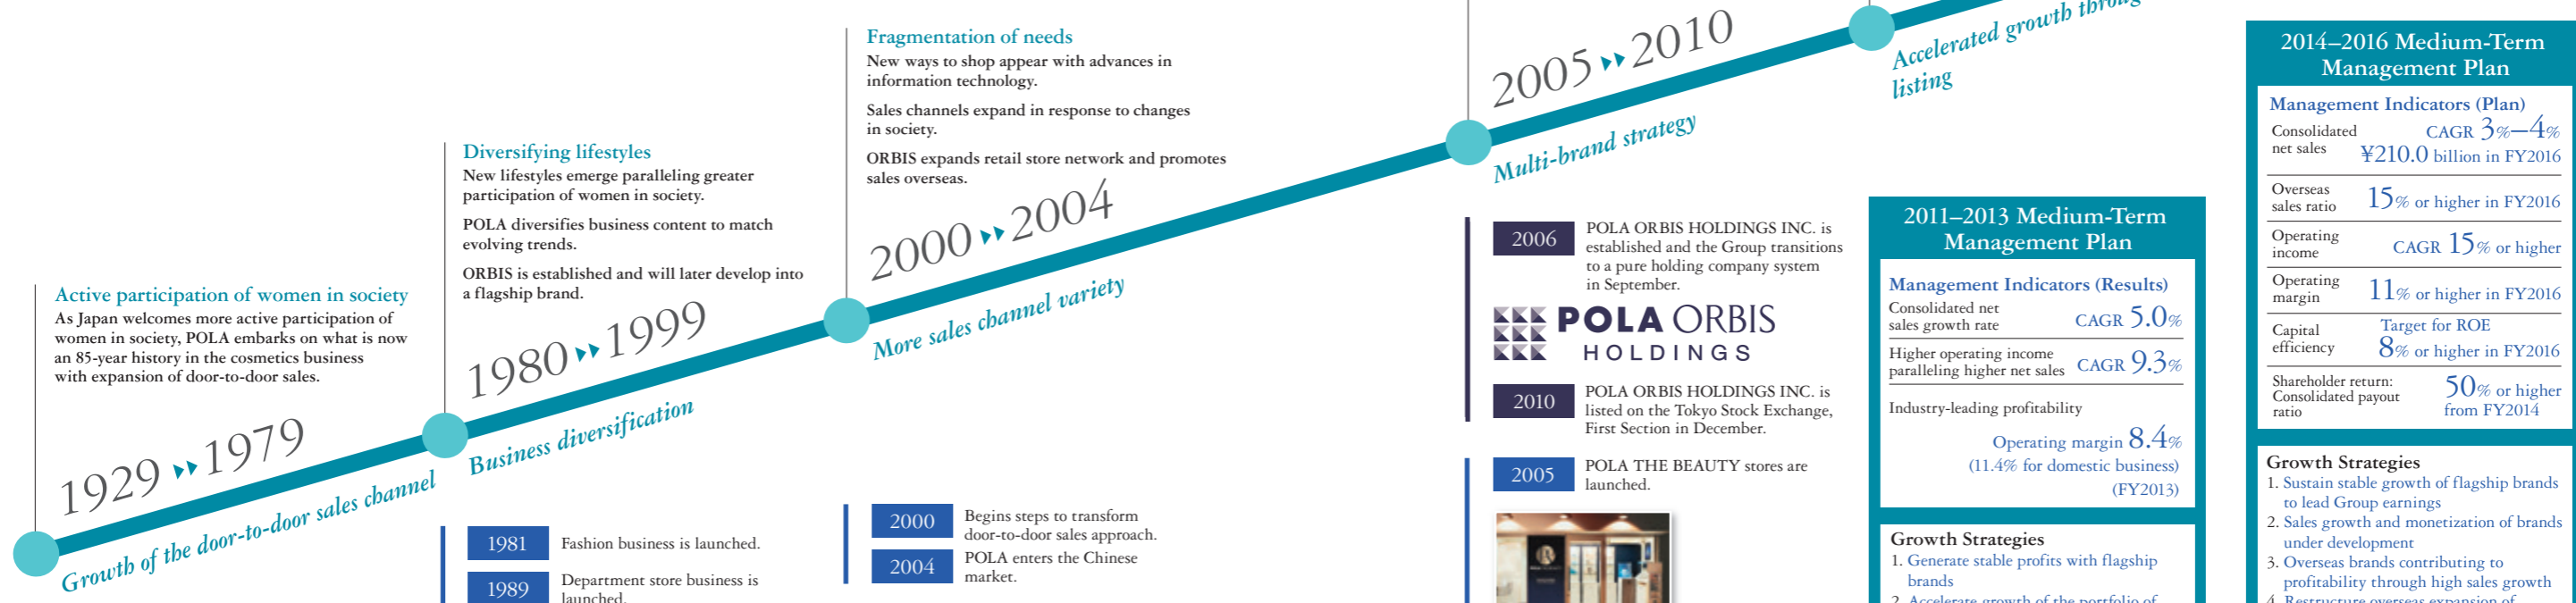 Active participation of women in society
As Japan welcomes more active participation of
women in society, POLA embarks on what is now
an 85-year history in the cosmetics business
with expansion of door-to-door sales.
1929 1979
Growth of the door-to-door sales channel
Diversifying lifestyles
New lifestyles emerge paralleling greater
participation of women in society.
POLA diversifies business content to match
evolving trends.
ORBIS is established and will later develop into
a flagship brand.
1980 1999
Business diversification
1981 Fashion business is launched.
1989 Department store business is
launched.
Fragmentation of needs
New ways to shop appear with advances in
information technology.
Sales channels expand in response to changes
in society.
ORBIS expands retail store network and promotes
sales overseas.
2000 2004
More sales channel variety
2000 Begins steps to transform
door-to-door sales approach.
2004 POLA enters the Chinese
market.
2005 2010
Multi-brand strategy
2006 POLA ORBIS HOLDINGS INC. is
established and the Group transitions
to a pure holding company system
in September.
POLA ORBIS
HOLDINGS
2010 POLA ORBIS HOLDINGS INC. is
listed on the Tokyo Stock Exchange,
First Section in December.
2005 POLA THE BEAUTY stores are
launched.
Accelerated growth through
listing
2011–2013 Medium-Term
Management Plan
Management Indicators (Results)
Consolidated net
sales growth rate CAGR 5.0%
Higher operating income
paralleling higher net sales CAGR 9.3%
Industry-leading profitability
Operating margin 8.4%
(11.4% for domestic business)
(FY2013)
Growth Strategies
1. Generate stable profits with flagship
brands
2. Accelerate growth of the portfolio of
2014–2016 Medium-Term
Management Plan
Management Indicators (Plan)
Consolidated
net sales
CAGR 3%–4%
¥210.0 billion in FY2016
Overseas
sales ratio
15% or higher in FY2016
Operating
income
CAGR 15% or higher
Operating
margin
11% or higher in FY2016
Capital
efficiency
Target for ROE
8% or higher in FY2016
Shareholder return:
Consolidated payout
ratio
50% or higher
from FY2014
Growth Strategies
1. Sustain stable growth of flagship brands
to lead Group earnings
2. Sales growth and monetization of brands
under development
3. Overseas brands contributing to
profitability through high sales growth
4. Restructure overseas expansion of